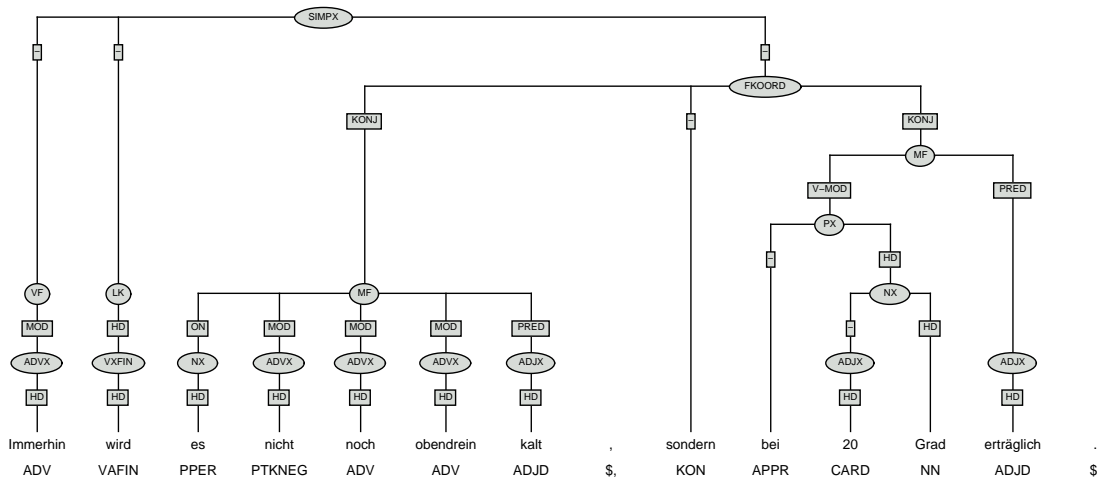 SIMPX
– – –
FKOORD
KONJ – KONJ
MF
V–MOD PRED
PX
– HD
VF LK MF NX
MOD HD ON MOD MOD MOD PRED – HD
ADVX VXFIN NX ADVX ADVX ADVX ADJX ADJX ADJX
HD HD HD HD HD HD HD HD HD
Immerhin wird es nicht noch obendrein kalt , sondern bei 20 Grad erträglich .
ADV VAFIN PPER PTKNEG ADV ADV ADJD $, KON APPR CARD NN ADJD $